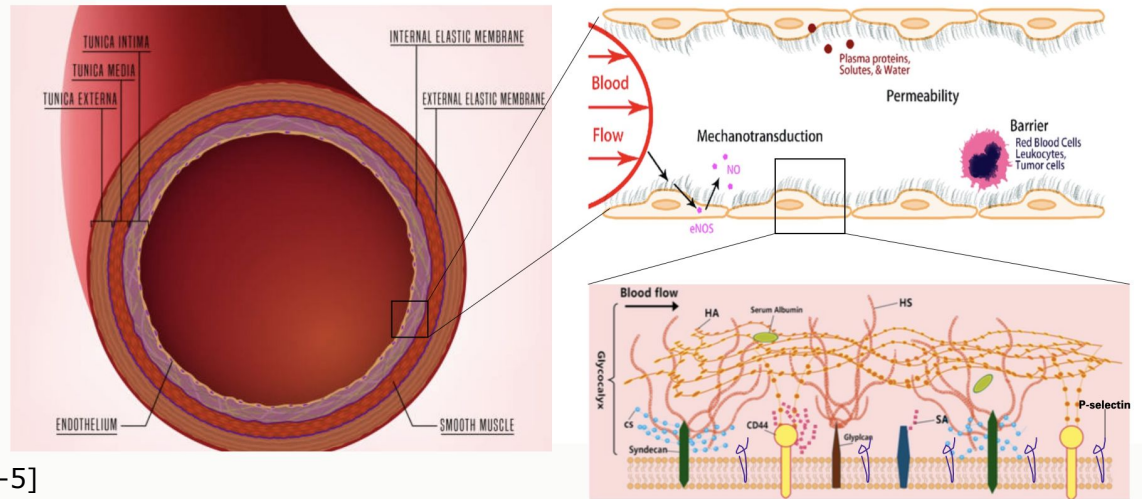 TUNICA INTIMA
TUNICA MEDIA
TUNICA EXTERNA
INTERNAL ELASTIC MEMBRANE
EXTERNAL ELASTIC MEMBRANE
ENDOTHELIUM
SMOOTH MUSCLE
-5]
Blood
Flow
Plasma proteins,
Solutes, & Water
Permeability
Mechanotransduction
NO
eNOS
Barrier
Red Blood Cells
Leukocytes,
Tumor cells
Blood flow
Glycocalyx
HA
Serum Albumin
HS
P-selectin
CS
CD44
SA
Syndecan
Glypican